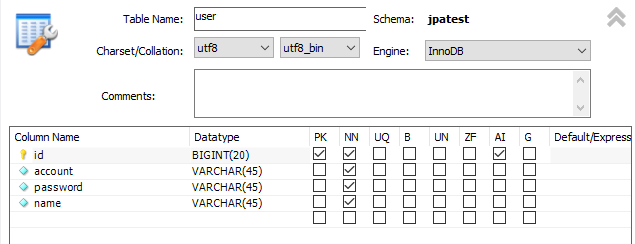 Table Name: user Schema: jpatest
Charset/Collation: utf8 utf8_bin Engine: InnoDB
Comments:
Column Name Datatype PK NN UQ B UN ZF AI G Default/Express
id BIGINT(20)
account VARCHAR(45)
password VARCHAR(45)
name VARCHAR(45)